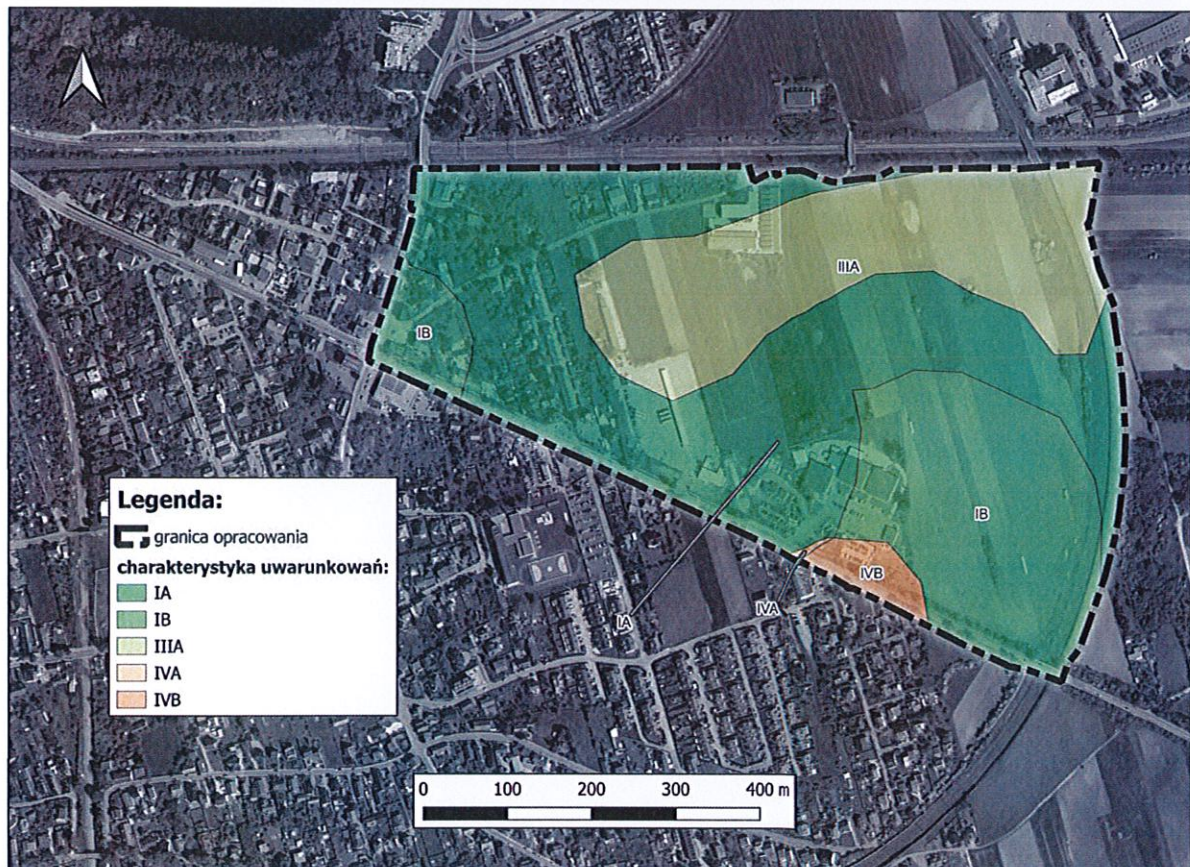 IIIA
IB
IB
IVB
IVA
IA
Legenda:
granica opracowania
charakterystyka uwarunkowań:
IA
IB
IIIA
IVA
IVB
0 100 200 300 400 m